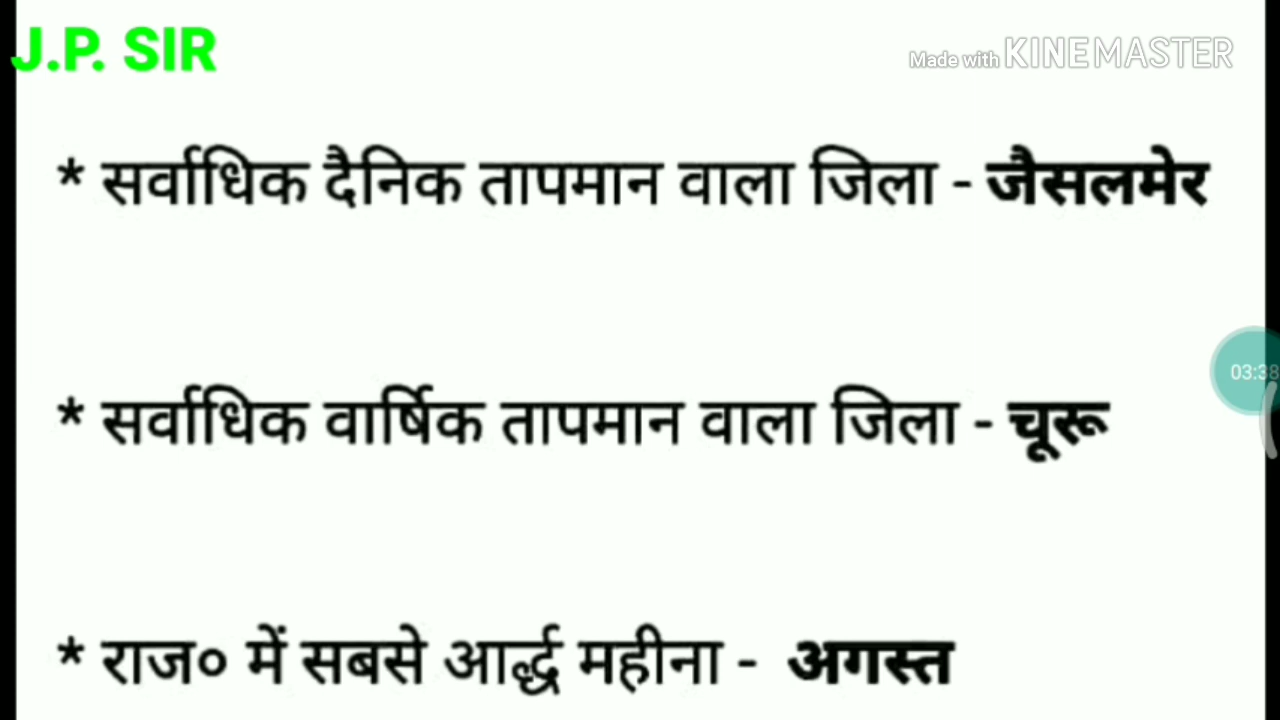 J.P. SIR
Made with KINEMASTER
* सर्वाधिक दैनिक तापमान वाला जिला - जैसलमेर
* सर्वाधिक वार्षिक तापमान वाला जिला - चूरू
03:38
* राज० में सबसे आर्द्ध महीना - अगस्त